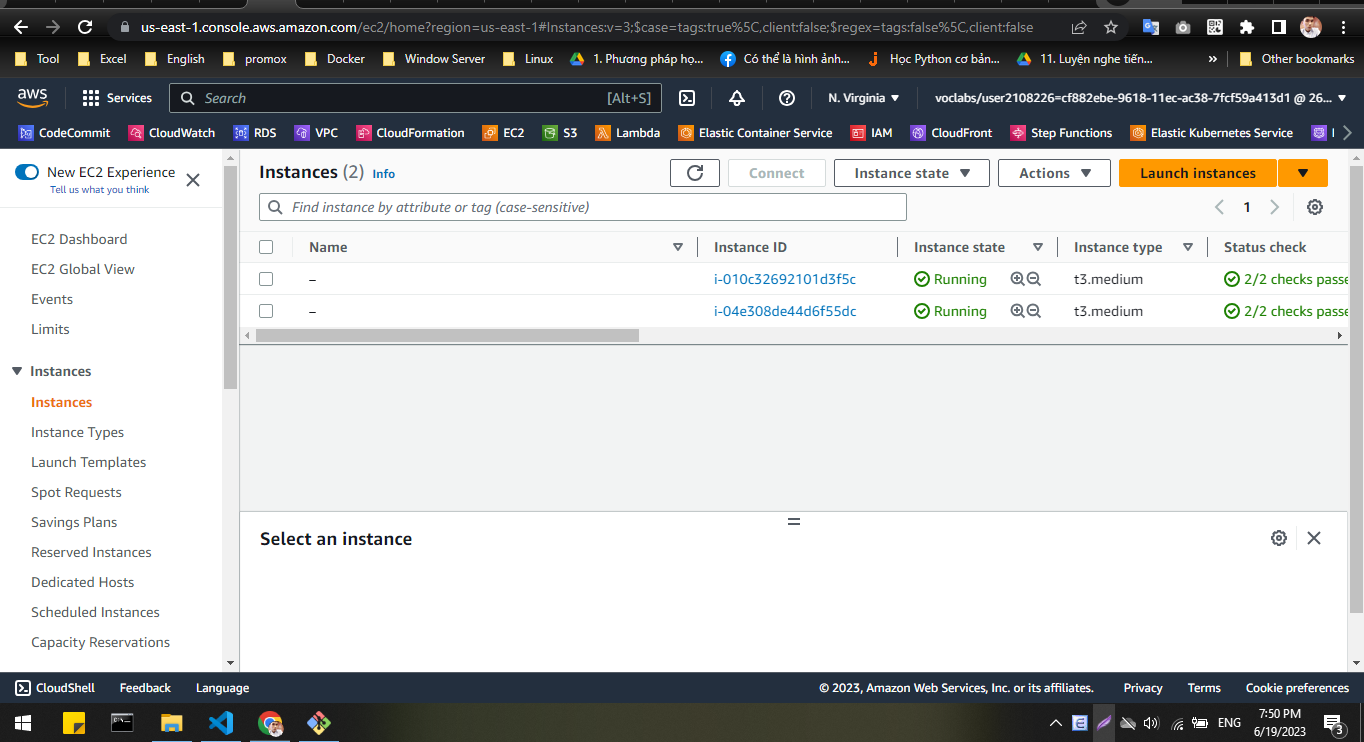 us-east-1.console.aws.amazon.com/ec2/home?region=us-east-1#Instances:v=3;$case=tags:true%5C,client:false;$regex=tags:false%5C,client:false
Tool Excel English promox Docker Window Server Linux 1. Phương pháp họ... Có thể là hình ảnh... Học Python cơ bản... 11. Luyện nghe tiến... » Other bookmarks
aws Services Search [Alt+S] N. Virginia voclabs/user2108226=cf882ebe-9618-11ec-ac38-7fcf59a413d1 @ 26...
CodeCommit CloudWatch RDS VPC CloudFormation EC2 S3 Lambda Elastic Container Service IAM CloudFront Step Functions Elastic Kubernetes Service
New EC2 Experience
Tell us what you think
EC2 Dashboard
EC2 Global View
Events
Limits
Instances
Instances
Instance Types
Launch Templates
Spot Requests
Savings Plans
Reserved Instances
Dedicated Hosts
Scheduled Instances
Capacity Reservations
Instances (2) Info Connect Instance state Actions Launch instances
Find instance by attribute or tag (case-sensitive) 1
Name Instance ID Instance state Instance type Status check
– i-010c32692101d3f5c Running t3.medium 2/2 checks passe
– i-04e308de44d6f55dc Running t3.medium 2/2 checks passe
Select an instance
CloudShell Feedback Language © 2023, Amazon Web Services, Inc. or its affiliates. Privacy Terms Cookie preferences
ENG 7:50 PM
6/19/2023 3